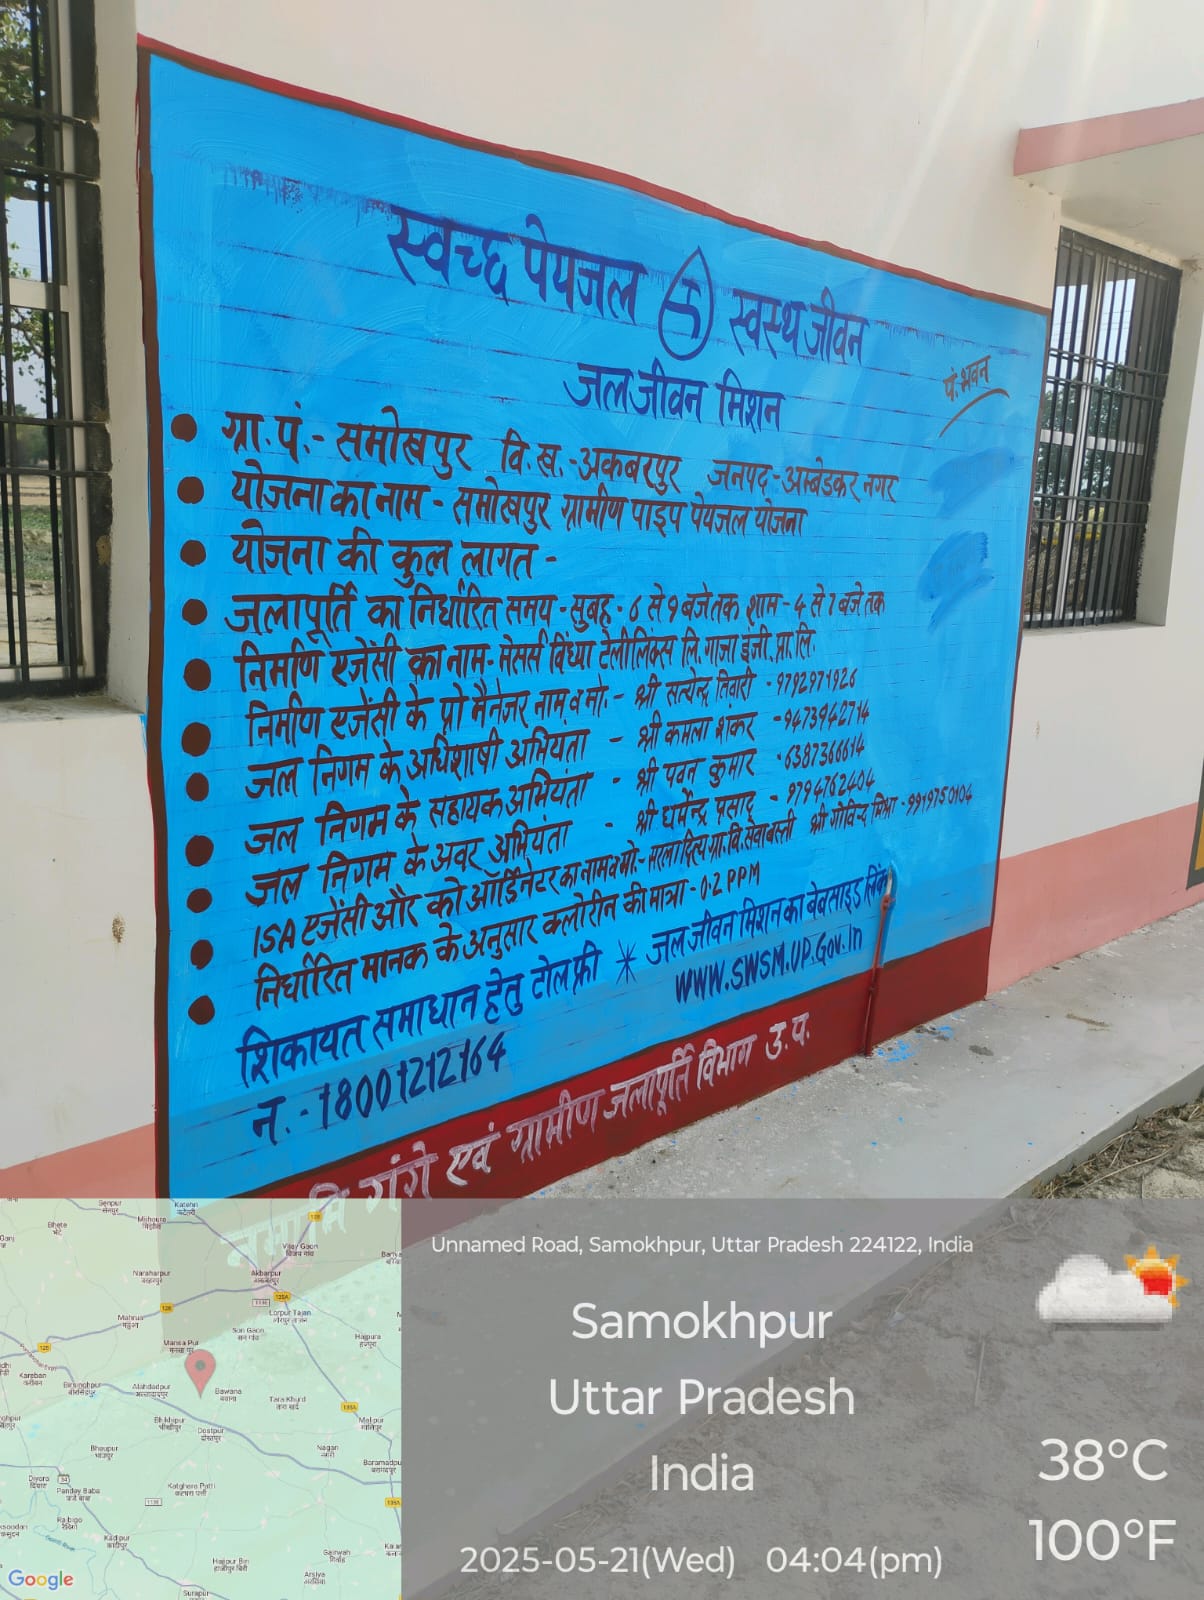 स्वच्छ पेयजल स्वस्थ जीवन
जल जीवन मिशन
पं. भवन
ग्रा. पं. - समोखपुर वि. ख. - अकबरपुर जनपद - अम्बेडकर नगर
योजना का नाम - समोखपुर ग्रामीण पाइप पेयजल योजना
योजना की कुल लागत -
जलापूर्ति का निर्धारित समय - सुबह - 6 से 9 बजे तक शाम - 4 से 7 बजे तक
निर्माण एजेंसी का नाम - मेसर्स विंध्या टेलीलिंक्स लि. गाजा इंजी. प्रा. लि.
निर्माण एजेंसी के प्रो मैनेजर नाम व मो. - श्री सत्येन्द्र तिवारी - 9792971926
जल निगम के अधिशाषी अभियंता - श्री कमला शंकर - 9473942714
जल निगम के सहायक अभियंता - श्री पवन कुमार - 6387366614
जल निगम के अवर अभियंता - श्री धर्मेन्द्र प्रसाद - 9794762404
ISA एजेंसी और को ऑर्डिनेटर का नाम व मो. - सरला दित्य ग्रा. वि. सेवा बस्ती श्री गोविन्द मिश्रा - 9919750104
निर्धारित मानक के अनुसार क्लोरीन की मात्रा - 0.2 PPM
शिकायत समाधान हेतु टोल फ्री * जल जीवन मिशन का बेबसाइड लिंक
न. - 18001212164 www.swsm.up.gov.in
नमामि गंगे एवं ग्रामीण जलापूर्ति विभाग उ. प.
Unnamed Road, Samokhpur, Uttar Pradesh 224122, India
Samokhpur
Uttar Pradesh
India
38°C
100°F
2025-05-21(Wed) 04:04(pm)
Google